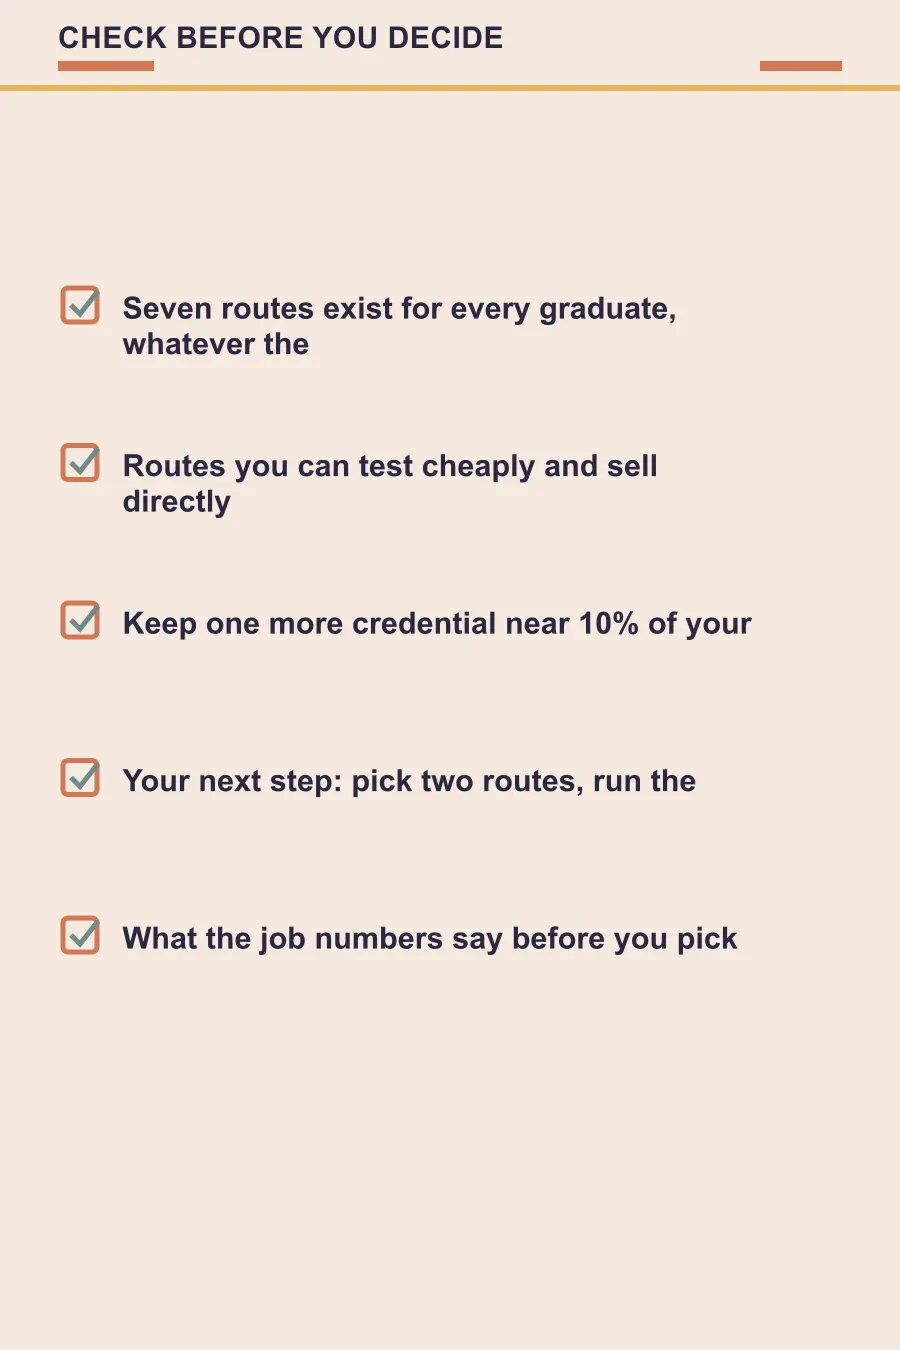 CHECK BEFORE YOU DECIDE
Seven routes exist for every graduate,
whatever the
Routes you can test cheaply and sell
directly
Keep one more credential near 10% of your
Your next step: pick two routes, run the
What the job numbers say before you pick